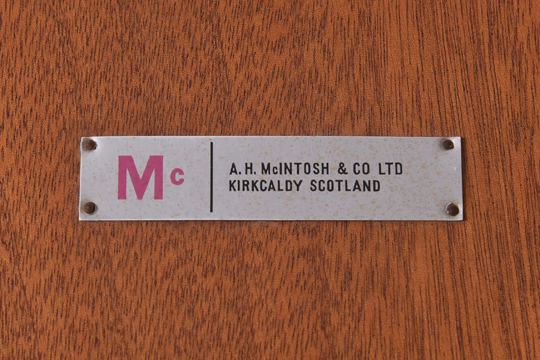 Mc
A. H. McINTOSH & CO LTD
KIRKCALDY SCOTLAND